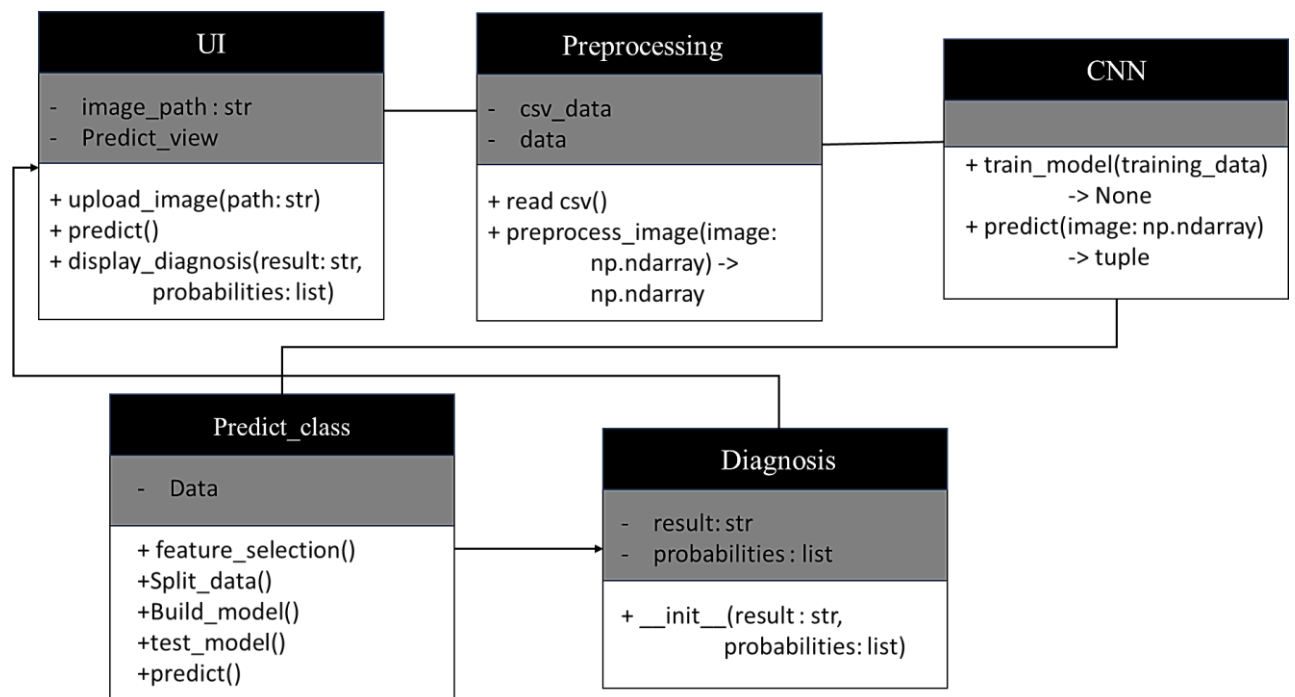 UI
- image_path : str
- Predict_view
+ upload_image(path: str)
+ predict()
+ display_diagnosis(result: str,
probabilities: list)
Preprocessing
- csv_data
- data
+ read csv()
+ preprocess_image(image:
np.ndarray) ->
np.ndarray
CNN
+ train_model(training_data)
-> None
+ predict(image: np.ndarray)
-> tuple
Predict_class
- Data
+ feature_selection()
+Split_data()
+Build_model()
+test_model()
+predict()
Diagnosis
- result: str
- probabilities : list
+ __init__(result : str,
probabilities: list)